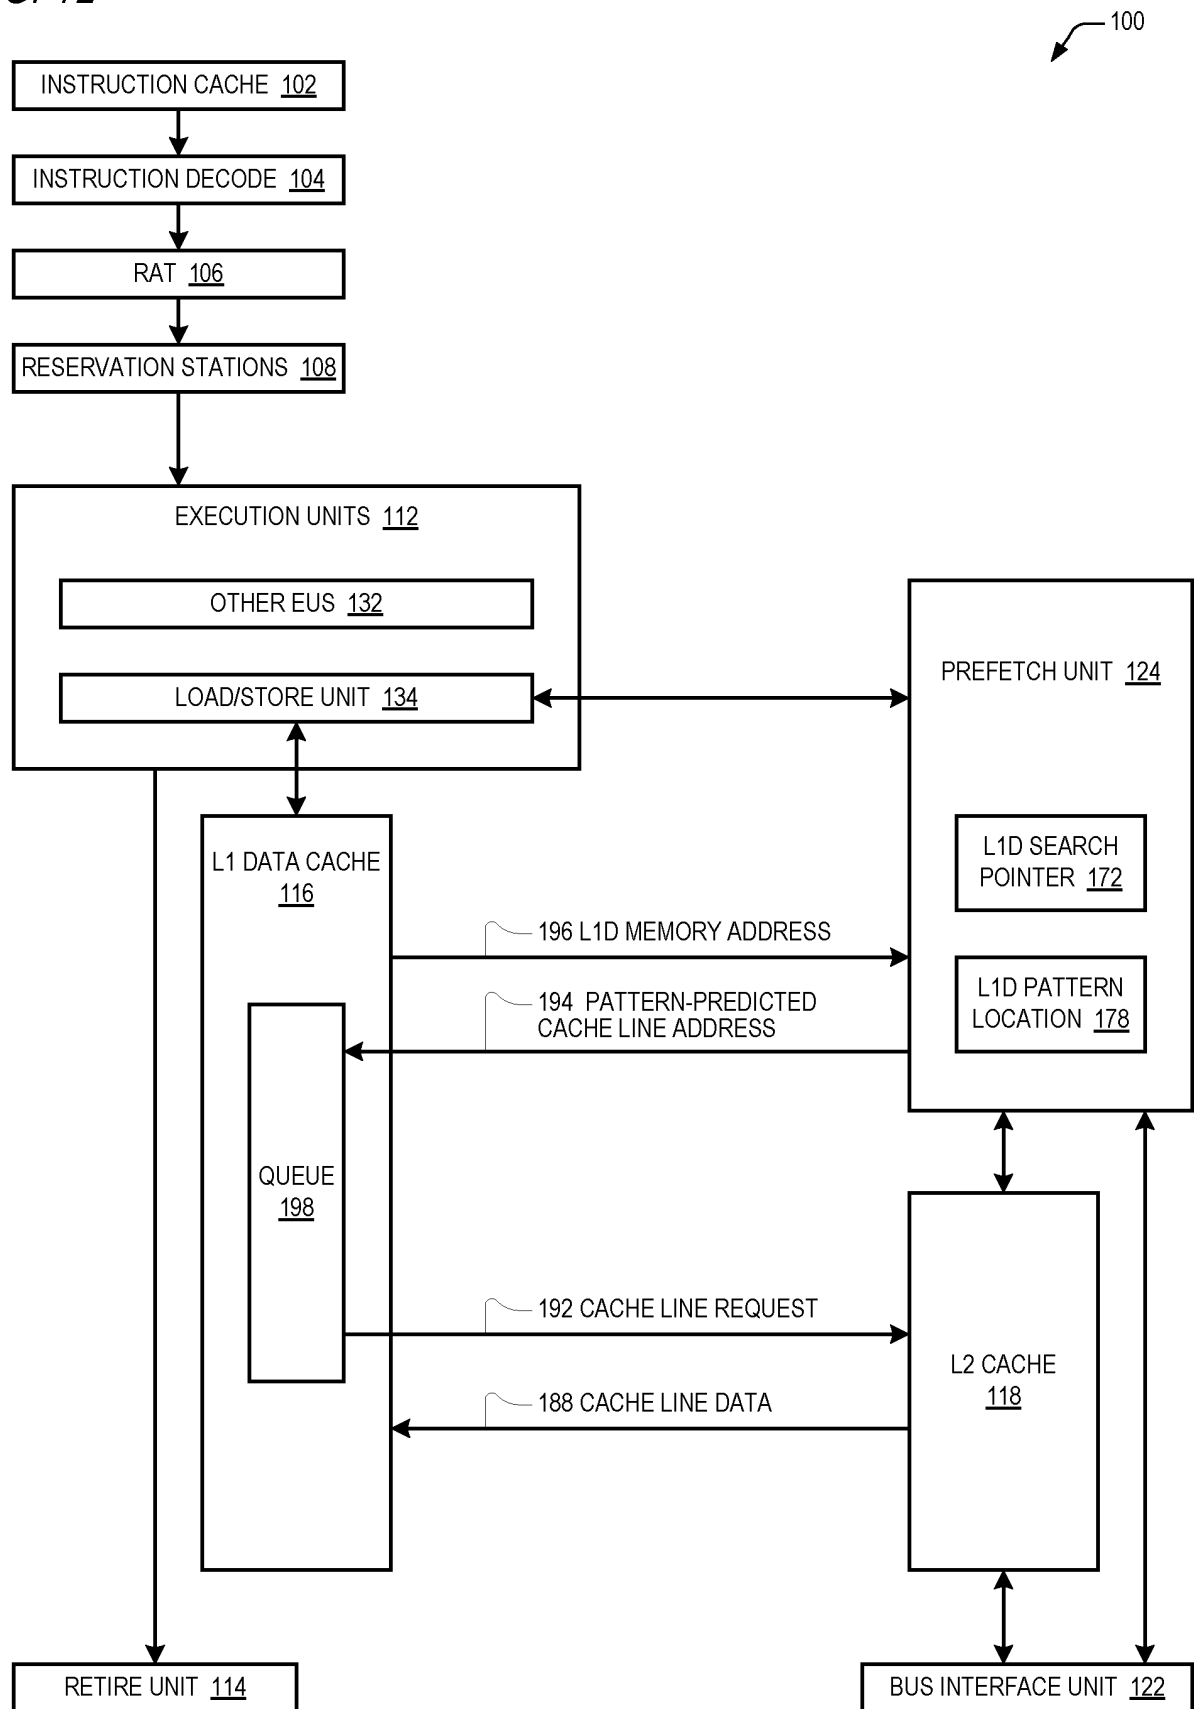 100
INSTRUCTION CACHE 102
INSTRUCTION DECODE 104
RAT 106
RESERVATION STATIONS 108
EXECUTION UNITS 112
OTHER EUS 132
LOAD/STORE UNIT 134
PREFETCH UNIT 124
L1D SEARCH
POINTER 172
L1D PATTERN
LOCATION 178
L1 DATA CACHE
116
196 L1D MEMORY ADDRESS
194 PATTERN-PREDICTED
CACHE LINE ADDRESS
QUEUE
198
192 CACHE LINE REQUEST
188 CACHE LINE DATA
L2 CACHE
118
RETIRE UNIT 114
BUS INTERFACE UNIT 122